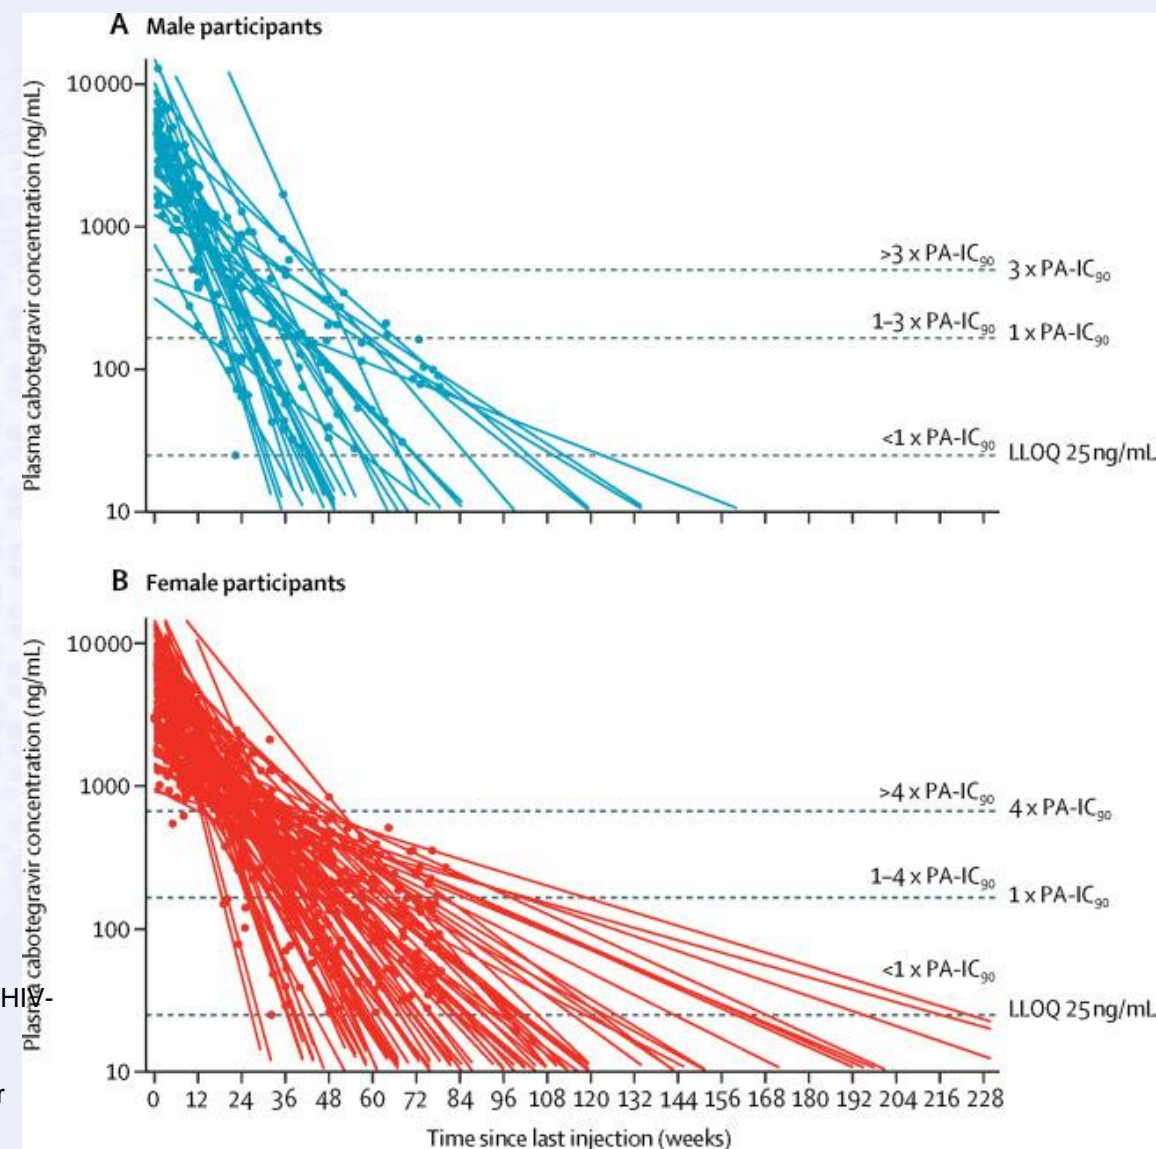 A Male participants
Plasma cabotegravir concentration (ng/mL)
10 000
1000
100
10
>3 x PA-IC90
3 x PA-IC90
1–3 x PA-IC90
1 x PA-IC90
<1 x PA-IC90
LLOQ 25 ng/mL
B Female participants
Plasma cabotegravir concentration (ng/mL)
10 000
1000
100
10
>4 x PA-IC90
4 x PA-IC90
1–4 x PA-IC90
1 x PA-IC90
<1 x PA-IC90
LLOQ 25 ng/mL
HIV-
r
0 12 24 36 48 60 72 84 96 108 120 132 144 156 168 180 192 204 216 228
Time since last injection (weeks)